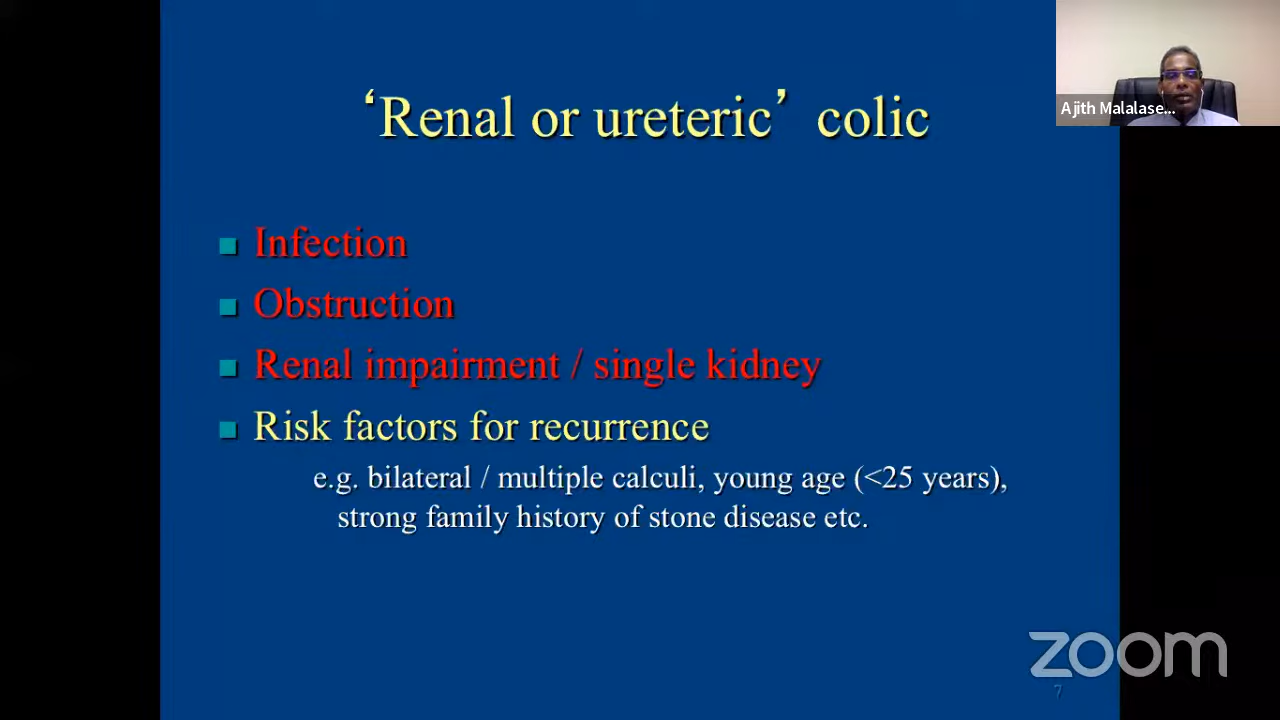 ‘Renal or ureteric’ colic
Ajith Malalase...
Infection
Obstruction
Renal impairment / single kidney
Risk factors for recurrence
e.g. bilateral / multiple calculi, young age (<25 years),
strong family history of stone disease etc.
zoom
7